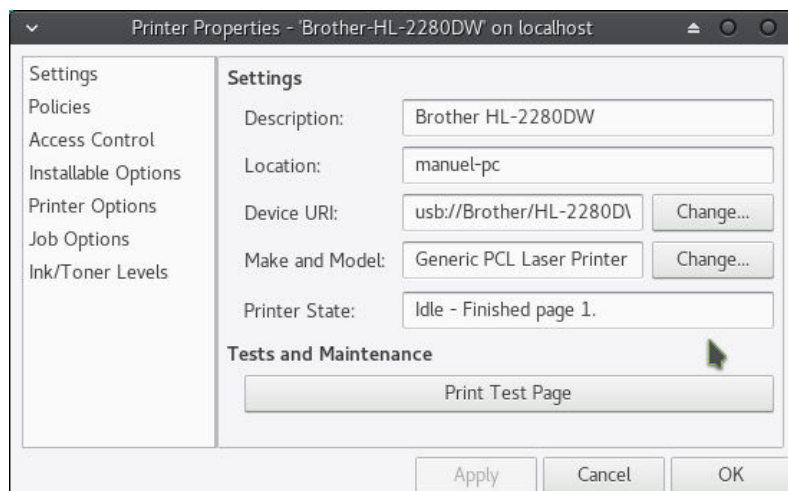 Printer Properties - 'Brother-HL-2280DW' on localhost
Settings
Policies
Access Control
Installable Options
Printer Options
Job Options
Ink/Toner Levels
Settings
Description: Brother HL-2280DW
Location: manuel-pc
Device URI: usb://Brother/HL-2280D Change...
Make and Model: Generic PCL Laser Printer Change...
Printer State: Idle - Finished page 1.
Tests and Maintenance
Print Test Page
Apply Cancel OK